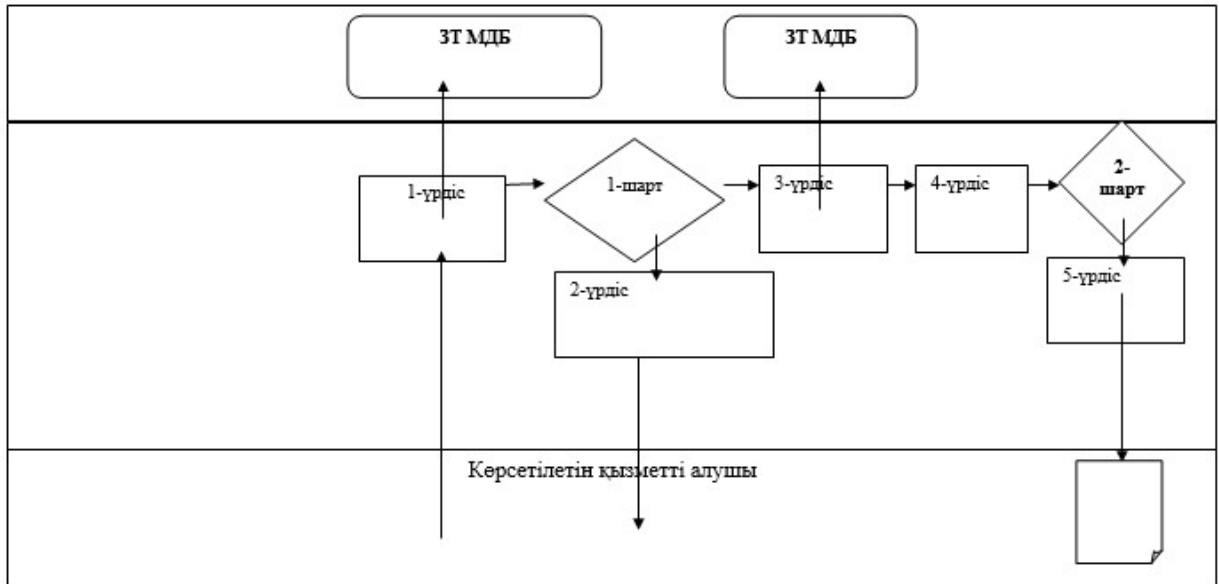 ЗТ МДБ
ЗТ МДБ
1-үрдіс
1-шарт
3-үрдіс
4-үрдіс
2-
шарт
2-үрдіс
5-үрдіс
Көрсетілетін қызметті алушы